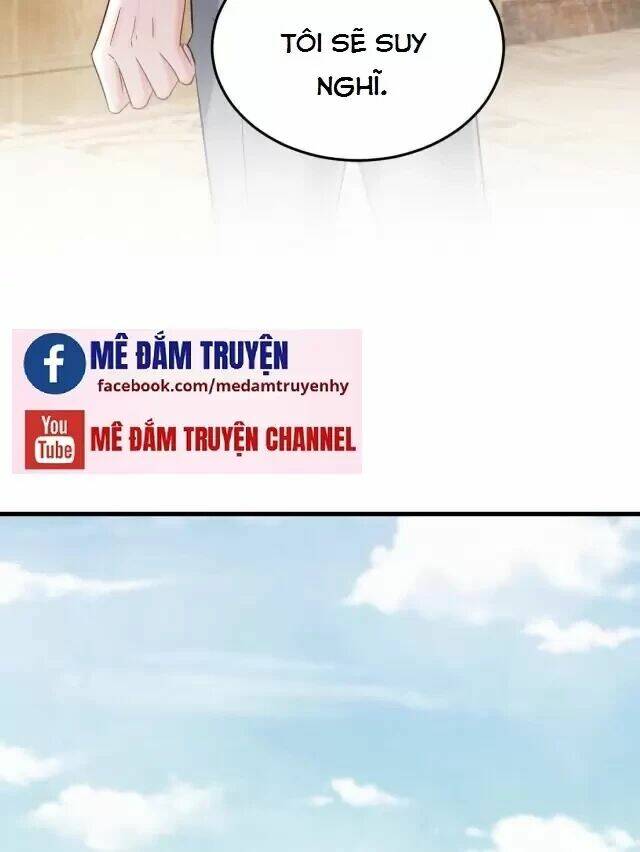 TÔI SẼ SUY
NGHĨ.
f MÊ ĐẮM TRUYỆN
facebook.com/medamtruyenhy
You
Tube
MÊ ĐẮM TRUYỆN CHANNEL